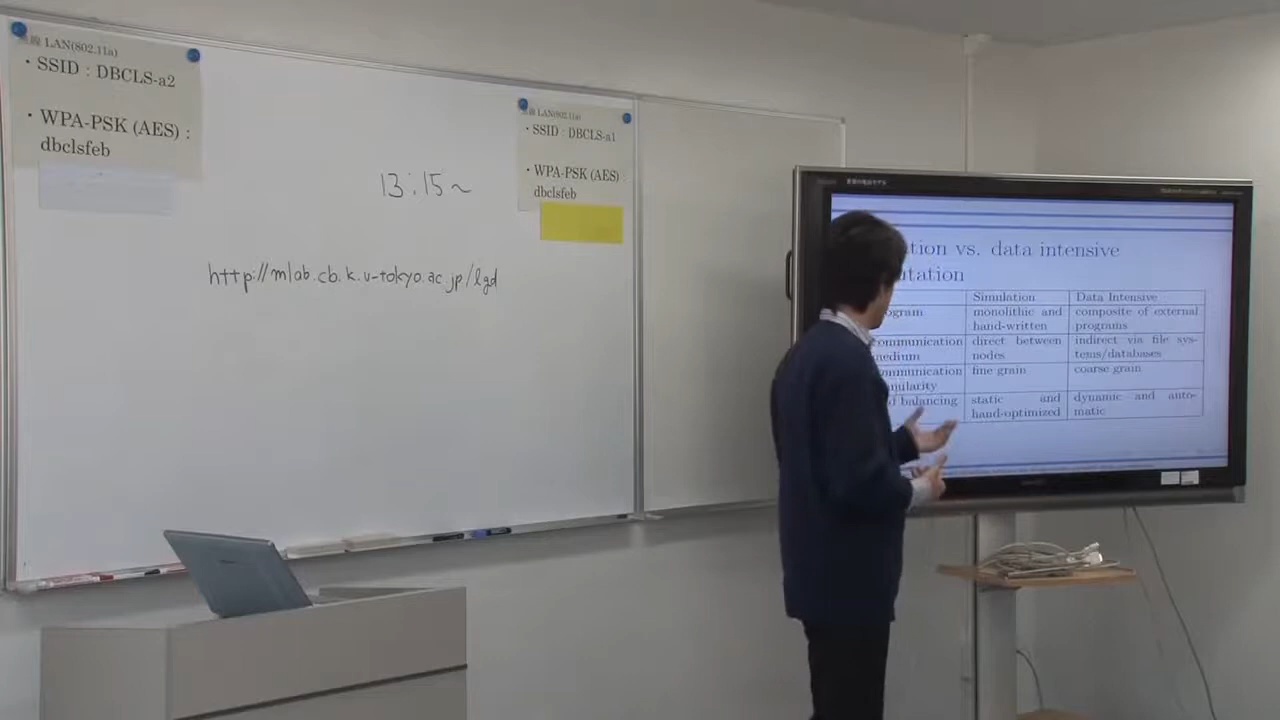 LAN(802.11a)
・SSID : DBCLS-a2
・WPA-PSK (AES) :
dbclsfeb
13:15~
http://mlab.cb.k.u-tokyo.ac.jp/lgd
LAN(802.11a)
・SSID : DBCLS-a1
・WPA-PSK (AES) :
dbclsfeb
tion vs. data intensive
utation
Simulation
Data Intensive
ogram
monolithic and
hand-written
composite of external
programs
communication
medium
direct between
nodes
indirect via file sys-
tems/databases
ommunication
nularity
fine grain
coarse grain
d balancing
static and
hand-optimized
dynamic and auto-
matic